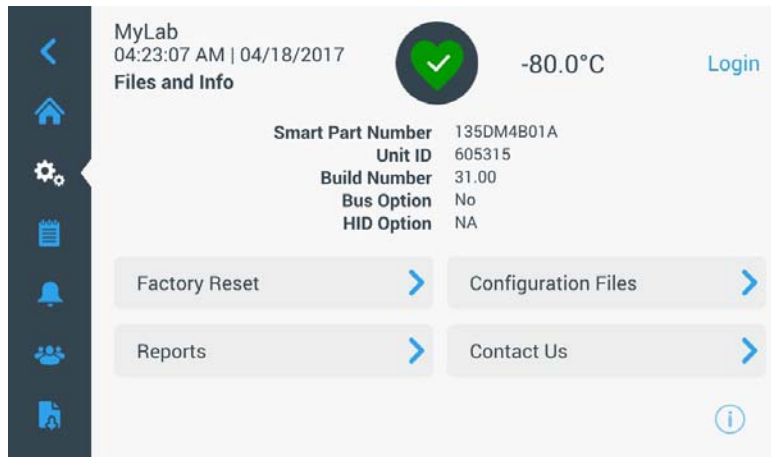 MyLab
04:23:07 AM | 04/18/2017
Files and Info
-80.0°C
Login
Smart Part Number 135DM4B01A
Unit ID 605315
Build Number 31.00
Bus Option No
HID Option NA
Factory Reset
Configuration Files
Reports
Contact Us
i